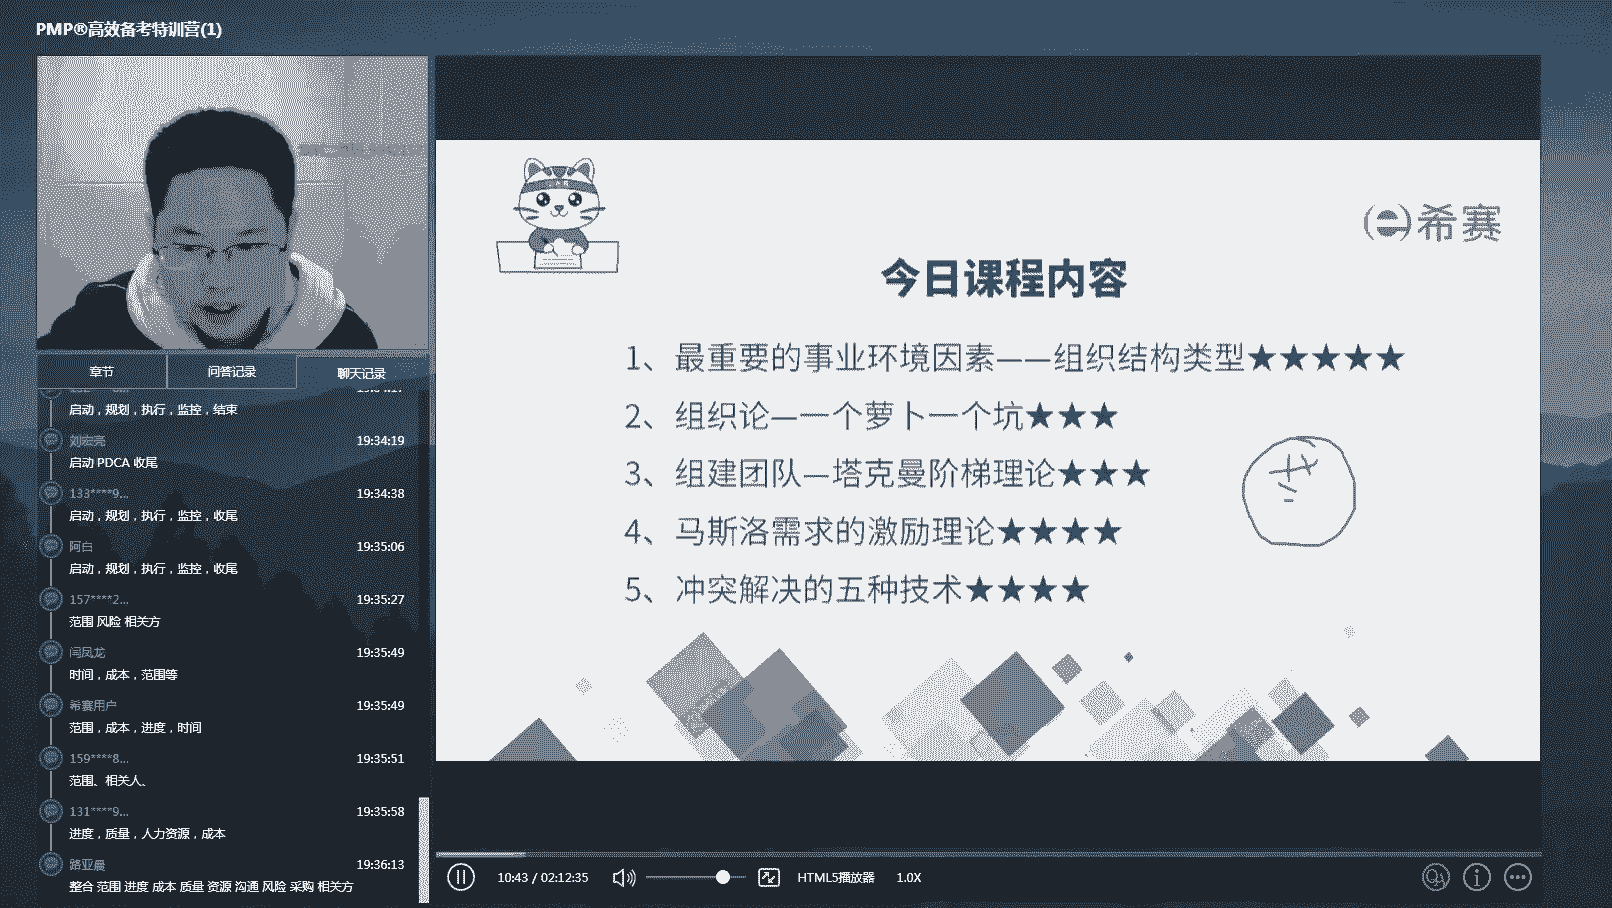 PMP®高效备考特训营(1)
章节
问答记录
聊天记录
启动，规划，执行，监控，结束
刘宏亮
19:34:19
启动 PDCA 收尾
133****9...
19:34:38
启动，规划，执行，监控，收尾
阿白
19:35:06
启动，规划，执行，监控，收尾
157****2...
19:35:27
范围 风险 相关方
闫凤龙
19:35:49
时间，成本，范围等
希赛用户
19:35:49
范围，成本，进度，时间
159****8...
19:35:51
范围、相关人、
131****9...
19:35:58
进度，质量，人力资源，成本
路亚晨
19:36:13
整合 范围 进度 成本 质量 资源 沟通 风险 采购 相关方
希赛
今日课程内容
1、最重要的事业环境因素——组织结构类型★★★★★
2、组织论—一个萝卜一个坑★★★
3、组建团队—塔克曼阶梯理论★★★
4、马斯洛需求的激励理论★★★★
5、冲突解决的五种技术★★★★
10:43 / 02:12:35
HTML5播放器
1.0X